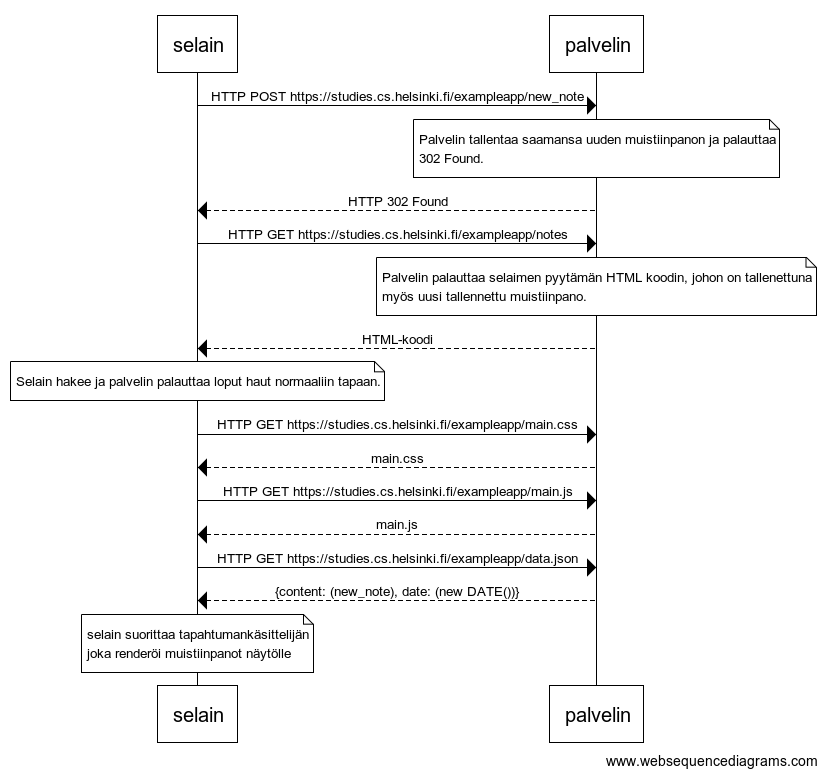 selain
palvelin
HTTP POST https://studies.cs.helsinki.fi/exampleapp/new_note
Palvelin tallentaa saamansa uuden muistiinpanon ja palauttaa
302 Found.
HTTP 302 Found
HTTP GET https://studies.cs.helsinki.fi/exampleapp/notes
Palvelin palauttaa selaimen pyytämän HTML koodin, johon on tallenettuna
myös uusi tallennettu muistiinpano.
HTML-koodi
Selain hakee ja palvelin palauttaa loput haut normaaliin tapaan.
HTTP GET https://studies.cs.helsinki.fi/exampleapp/main.css
main.css
HTTP GET https://studies.cs.helsinki.fi/exampleapp/main.js
main.js
HTTP GET https://studies.cs.helsinki.fi/exampleapp/data.json
{content: (new_note), date: (new DATE())}
selain suorittaa tapahtumankäsittelijän
joka renderöi muistiinpanot näytölle
selain
palvelin
www.websequencediagrams.com